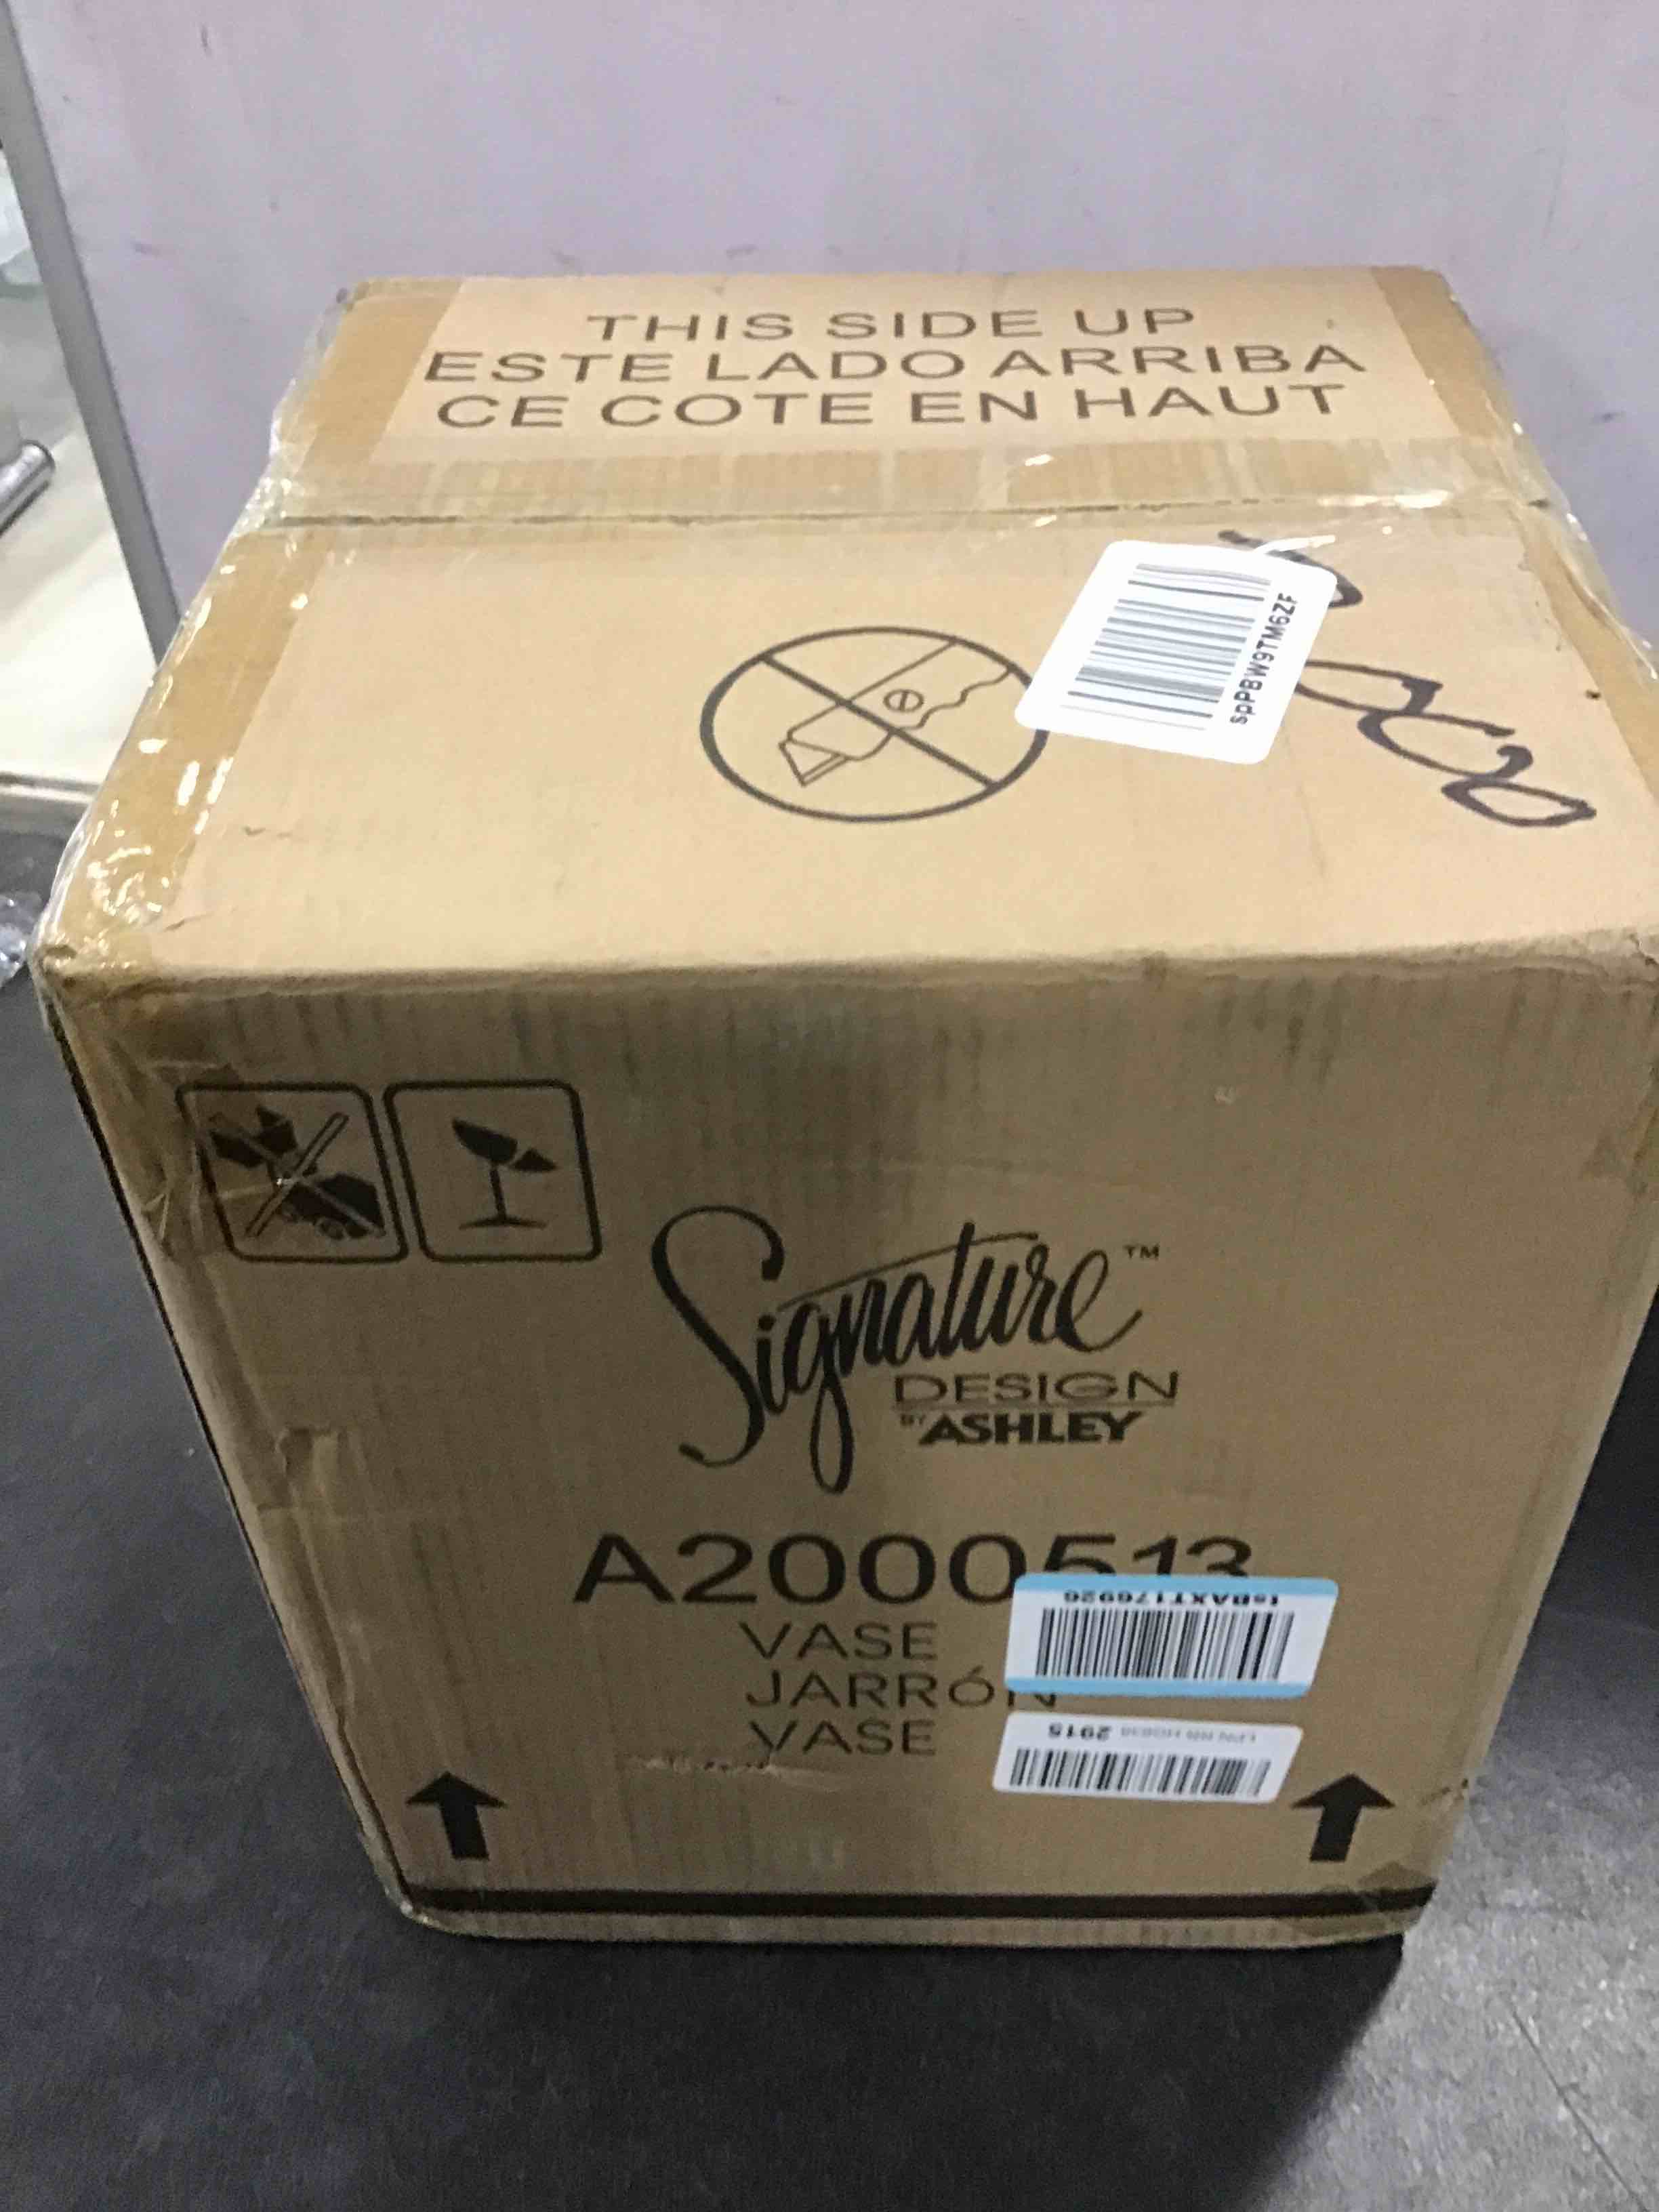 THIS SIDE UP
ESTE LADO ARRIBA
CE COTE EN HAUT
spPBW9TM6ZF
Signature™
DESIGN
BY ASHLEY
A2000513
tsBAXT176926
VASE
JARRÓN
VASE
2915